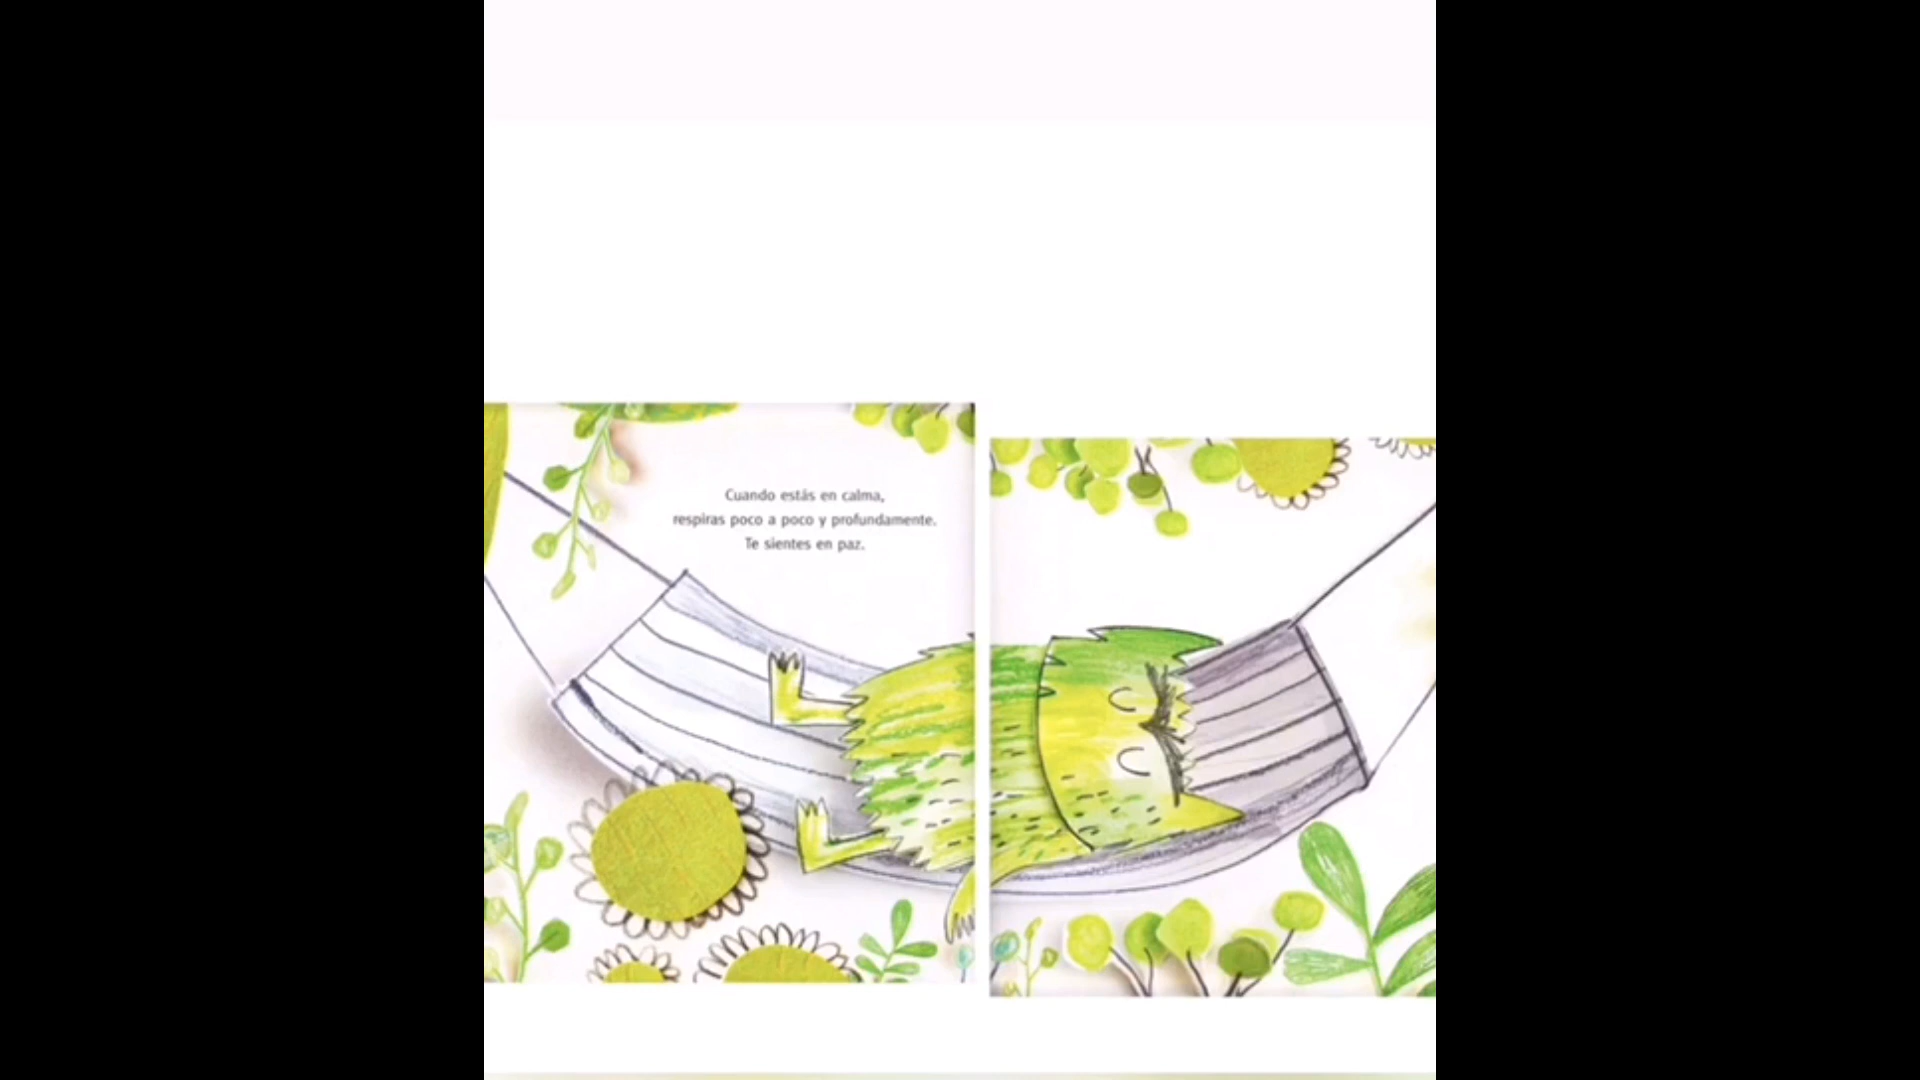 Cuando estás en calma,
respiras poco a poco y profundamente.
Te sientes en paz.